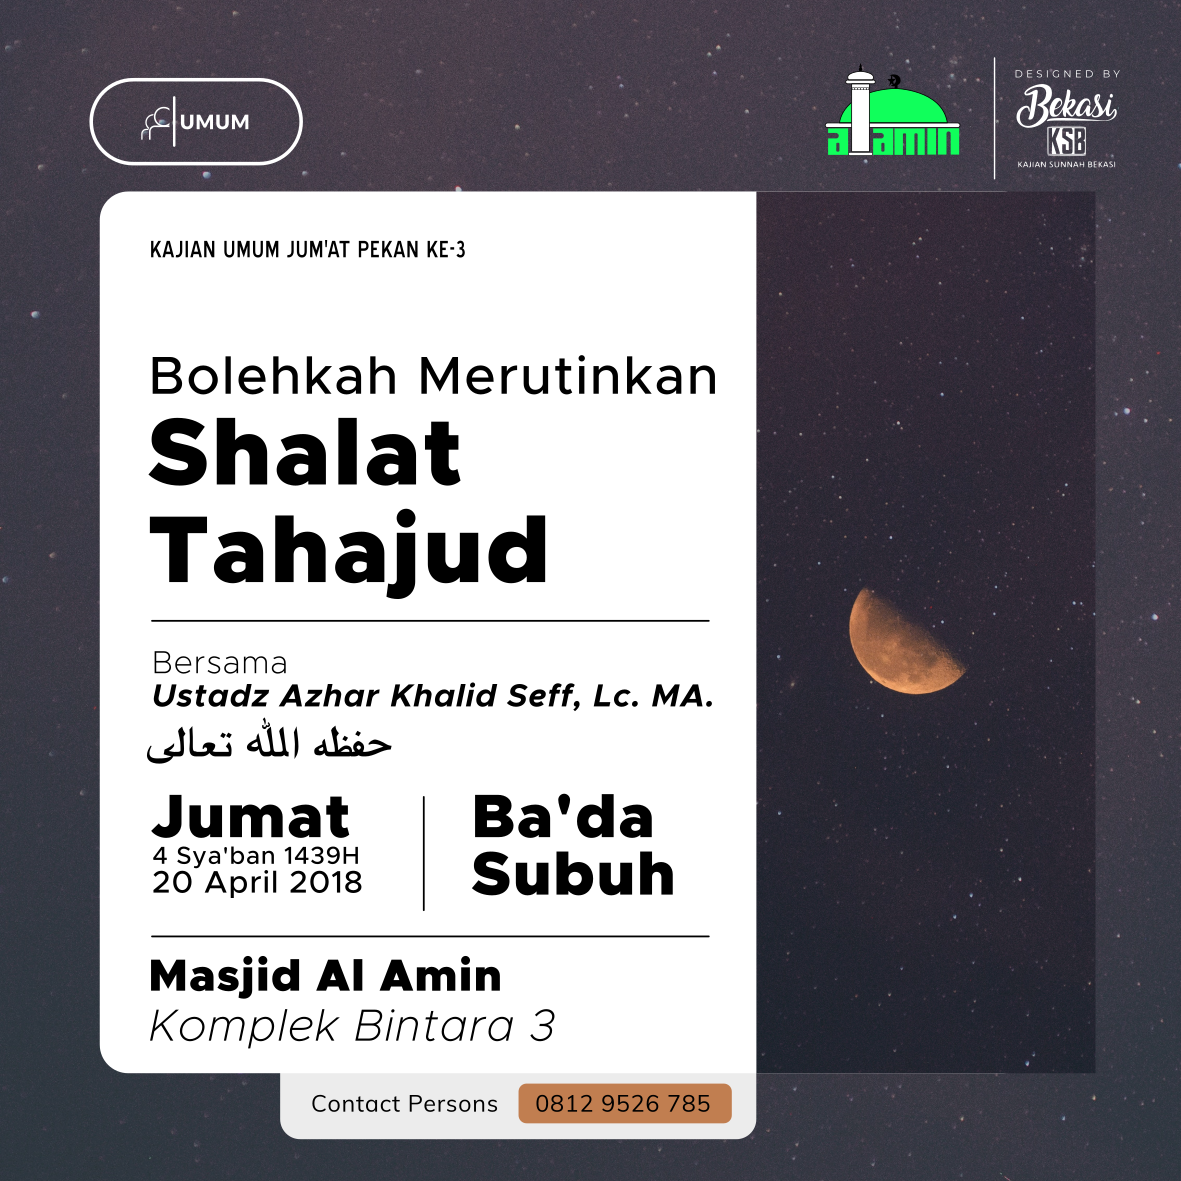 UMUM
al amin
DESIGNED BY
Bekasi
KSB
KAJIAN SUNNAH BEKASI
KAJIAN UMUM JUM'AT PEKAN KE-3
Bolehkah Merutinkan
Shalat
Tahajud
Bersama
Ustadz Azhar Khalid Seff, Lc. MA.
حفظه الله تعالى
Jumat
4 Sya'ban 1439H
20 April 2018
Ba'da
Subuh
Masjid Al Amin
Komplek Bintara 3
Contact Persons 0812 9526 785